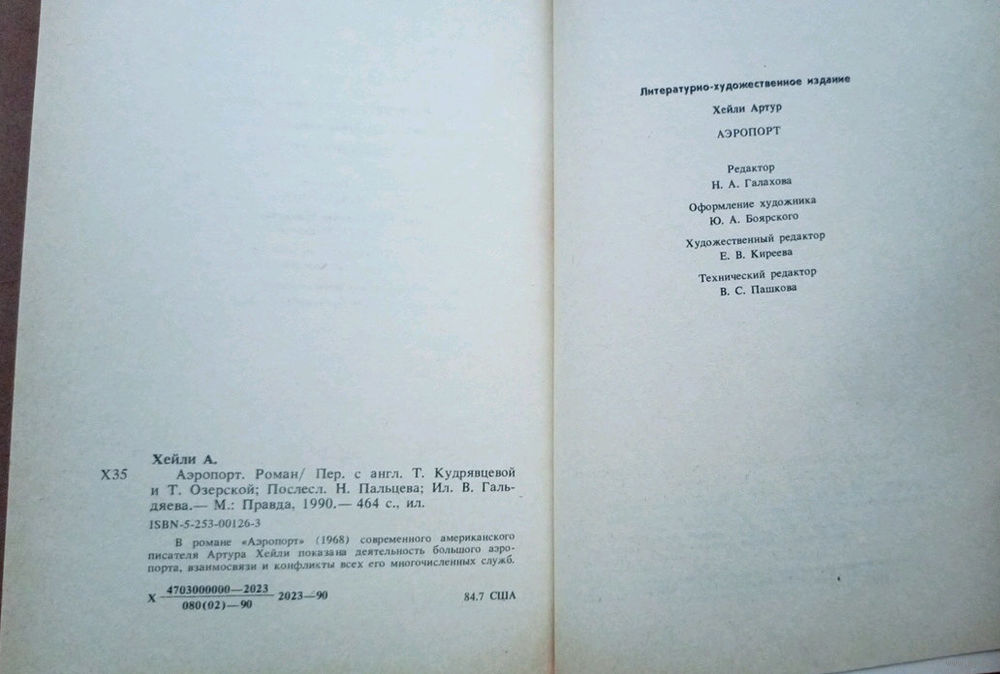 Хейли А.
Х35 Аэропорт. Роман/ Пер. с англ. Т. Кудрявцевой
и Т. Озерской; Послесл. Н. Пальцева; Ил. В. Галь-
дяева.— М.: Правда, 1990.— 464 с., ил.
ISBN-5-253-00126-3
В романе «Аэропорт» (1968) современного американского
писателя Артура Хейли показана деятельность большого аэро-
порта, взаимосвязи и конфликты всех его многочисленных служб.
Х 4703000000—2023
080(02)—90
2023—90
84.7 США
Литературно-художественное издание
Хейли Артур
АЭРОПОРТ
Редактор
Н. А. Галахова
Оформление художника
Ю. А. Боярского
Художественный редактор
Е. В. Киреева
Технический редактор
В. С. Пашкова